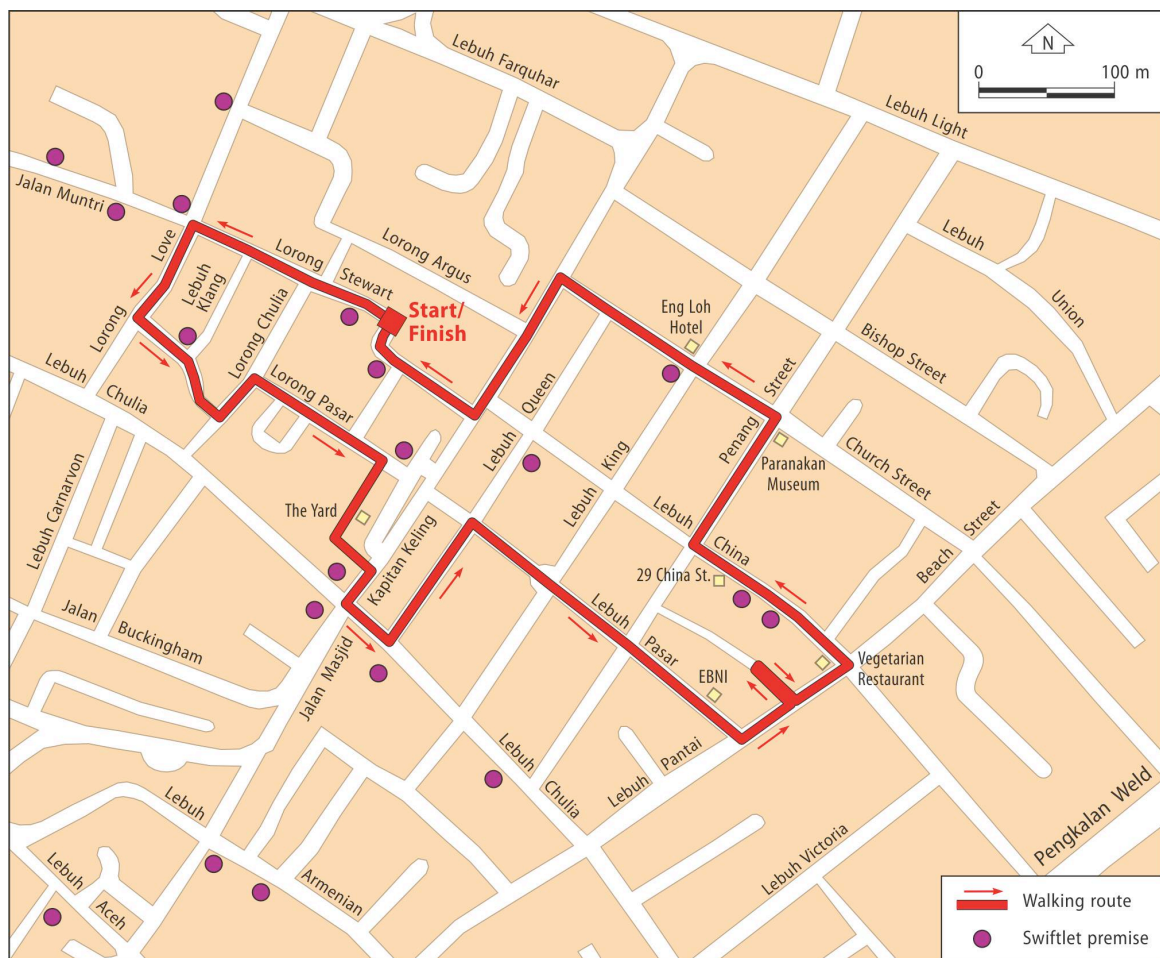 N
0
100 m
Lebuh Farquhar
Lebuh Light
Jalan Muntri
Love
Lorong
Lorong
Stewart
Lorong Argus
Lebuh
Union
Lebuh
Klang
Lorong Chulia
Start/
Finish
Eng Loh
Hotel
Bishop Street
Lebuh
Chulia
Lorong Pasar
Queen
Lebuh
Street
Penang
King
Lebuh
Paranakan
Museum
Church Street
Lebuh Carnarvon
The Yard
Kapitan Keling
Jalan Masjid
Lebuh
China
Street
Beach
29 China St.
Jalan
Buckingham
Lebuh
Pasar
EBNI
Vegetarian
Restaurant
Lebuh
Chulia
Pantai
Lebuh
Lebuh
Armenian
Lebuh Victoria
Pengkalan Weld
Lebuh
Aceh
Walking route
Swiftlet premise